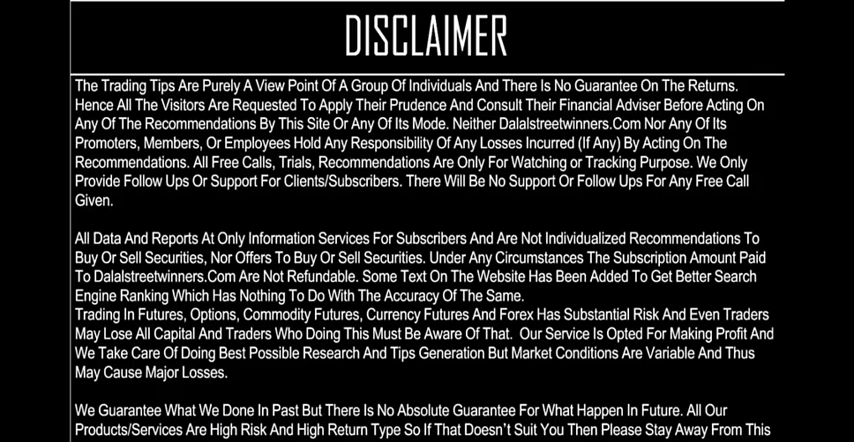 DISCLAIMER
The Trading Tips Are Purely A View Point Of A Group Of Individuals And There Is No Guarantee On The Returns.
Hence All The Visitors Are Requested To Apply Their Prudence And Consult Their Financial Adviser Before Acting On
Any Of The Recommendations By This Site Or Any Of Its Mode. Neither Dalalstreetwinners.Com Nor Any Of Its
Promoters, Members, Or Employees Hold Any Responsibility Of Any Losses Incurred (If Any) By Acting On The
Recommendations. All Free Calls, Trials, Recommendations Are Only For Watching or Tracking Purpose. We Only
Provide Follow Ups Or Support For Clients/Subscribers. There Will Be No Support Or Follow Ups For Any Free Call
Given.
All Data And Reports At Only Information Services For Subscribers And Are Not Individualized Recommendations To
Buy Or Sell Securities, Nor Offers To Buy Or Sell Securities. Under Any Circumstances The Subscription Amount Paid
To Dalalstreetwinners.Com Are Not Refundable. Some Text On The Website Has Been Added To Get Better Search
Engine Ranking Which Has Nothing To Do With The Accuracy Of The Same.
Trading In Futures, Options, Commodity Futures, Currency Futures And Forex Has Substantial Risk And Even Traders
May Lose All Capital And Traders Who Doing This Must Be Aware Of That. Our Service Is Opted For Making Profit And
We Take Care Of Doing Best Possible Research And Tips Generation But Market Conditions Are Variable And Thus
May Cause Major Losses.
We Guarantee What We Done In Past But There Is No Absolute Guarantee For What Happen In Future. All Our
Products/Services Are High Risk And High Return Type So If That Doesn't Suit You Then Please Stay Away From This